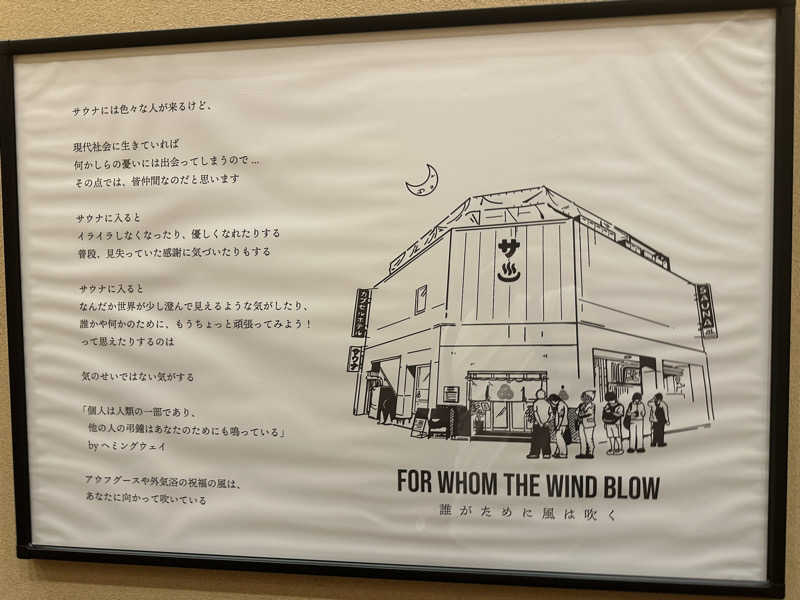 サウナには色々な人が来るけど、
現代社会に生きていれば
何かしらの憂いには出会ってしまうので...
その点では、皆仲間なのだと思います
サウナに入ると
イライラしなくなったり、優しくなれたりする
普段、見失っていた感謝に気づいたりもする
サウナに入ると
なんだか世界が少し澄んで見えるような気がしたり、
誰かや何かのために、もうちょっと頑張ってみよう！
って思えたりするのは
気のせいではない気がする
「個人は人類の一部であり、
他の人の弔鐘はあなたのためにも鳴っている」
by ヘミングウェイ
アウフグースや外気浴の祝福の風は、
あなたに向かって吹いている
サ
カプセルホテル
サウナ
SAUNA
FOR WHOM THE WIND BLOW
誰がために風は吹く